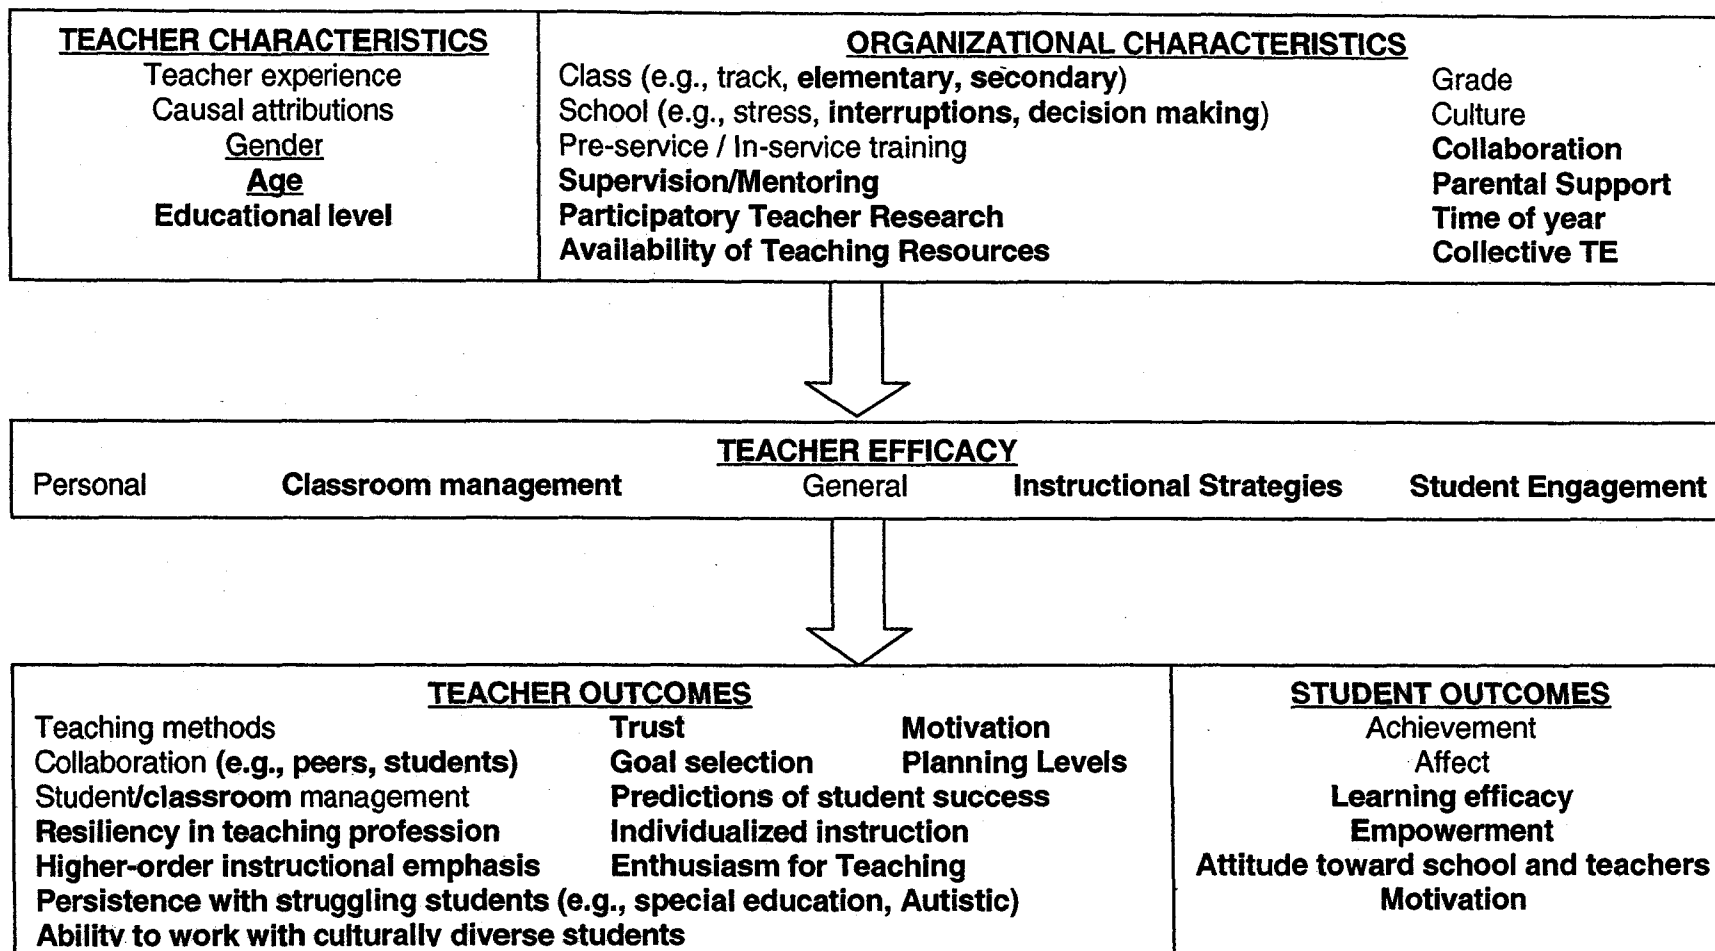 TEACHER CHARACTERISTICS
Teacher experience
Causal attributions
Gender
Age
Educational level
ORGANIZATIONAL CHARACTERISTICS
Class (e.g., track, elementary, secondary) Grade
School (e.g., stress, interruptions, decision making) Culture
Pre-service / In-service training Collaboration
Supervision/Mentoring Parental Support
Participatory Teacher Research Time of year
Availability of Teaching Resources Collective TE
TEACHER EFFICACY
Personal Classroom management General Instructional Strategies Student Engagement
TEACHER OUTCOMES
Teaching methods Trust Motivation
Collaboration (e.g., peers, students) Goal selection Planning Levels
Student/classroom management Predictions of student success
Resiliency in teaching profession Individualized instruction
Higher-order instructional emphasis Enthusiasm for Teaching
Persistence with struggling students (e.g., special education, Autistic)
Ability to work with culturally diverse students
STUDENT OUTCOMES
Achievement
Affect
Learning efficacy
Empowerment
Attitude toward school and teachers
Motivation